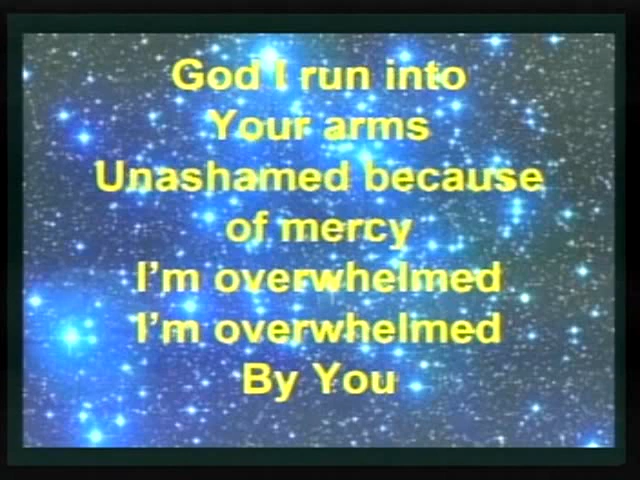 God I run into
Your arms
Unashamed because
of mercy
I'm overwhelmed
I'm overwhelmed
By You